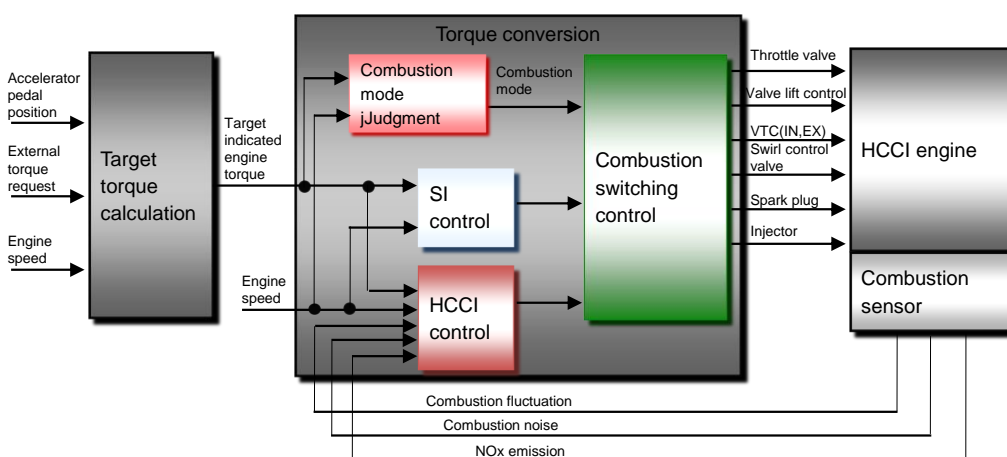 Accelerator
pedal
position
External
torque
request
Engine
speed
Target
torque
calculation
Target
indicated
engine
torque
Engine
speed
Torque conversion
Combustion
mode
jJudgment
Combustion
mode
SI
control
HCCI
control
Combustion
switching
control
Throttle valve
Valve lift control
VTC(IN,EX)
Swirl control
valve
Spark plug
Injector
HCCI engine
Combustion
sensor
Combustion fluctuation
Combustion noise
NOx emission